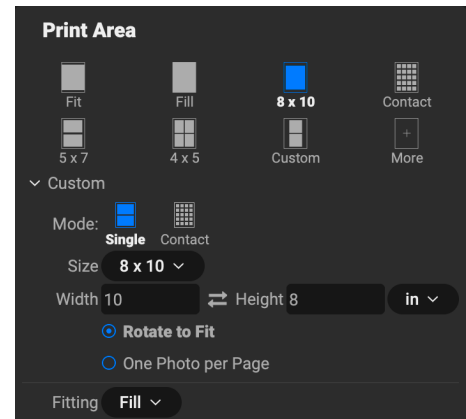 Print Area
Fit Fill 8 x 10 Contact
5 x 7 4 x 5 Custom More
Custom
Mode: Single Contact
Size 8 x 10
Width 10 Height 8 in
Rotate to Fit
One Photo per Page
Fitting Fill